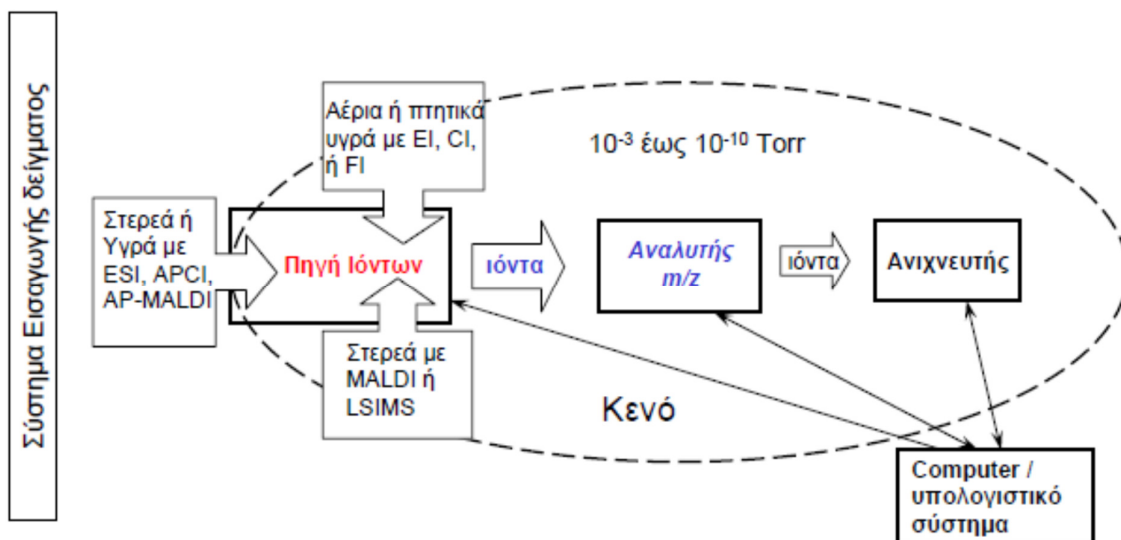 Σύστημα Εισαγωγής δείγματος
Αέρια ή πτητικά
υγρά με EI, CI,
ή FI
10-3 έως 10-10 Torr
Στερεά ή
Υγρά με
ESI, APCI,
AP-MALDI
Πηγή Ιόντων
ιόντα
Αναλυτής
m/z
ιόντα
Ανιχνευτής
Στερεά με
MALDI ή
LSIMS
Κενό
Computer /
υπολογιστικό
σύστημα